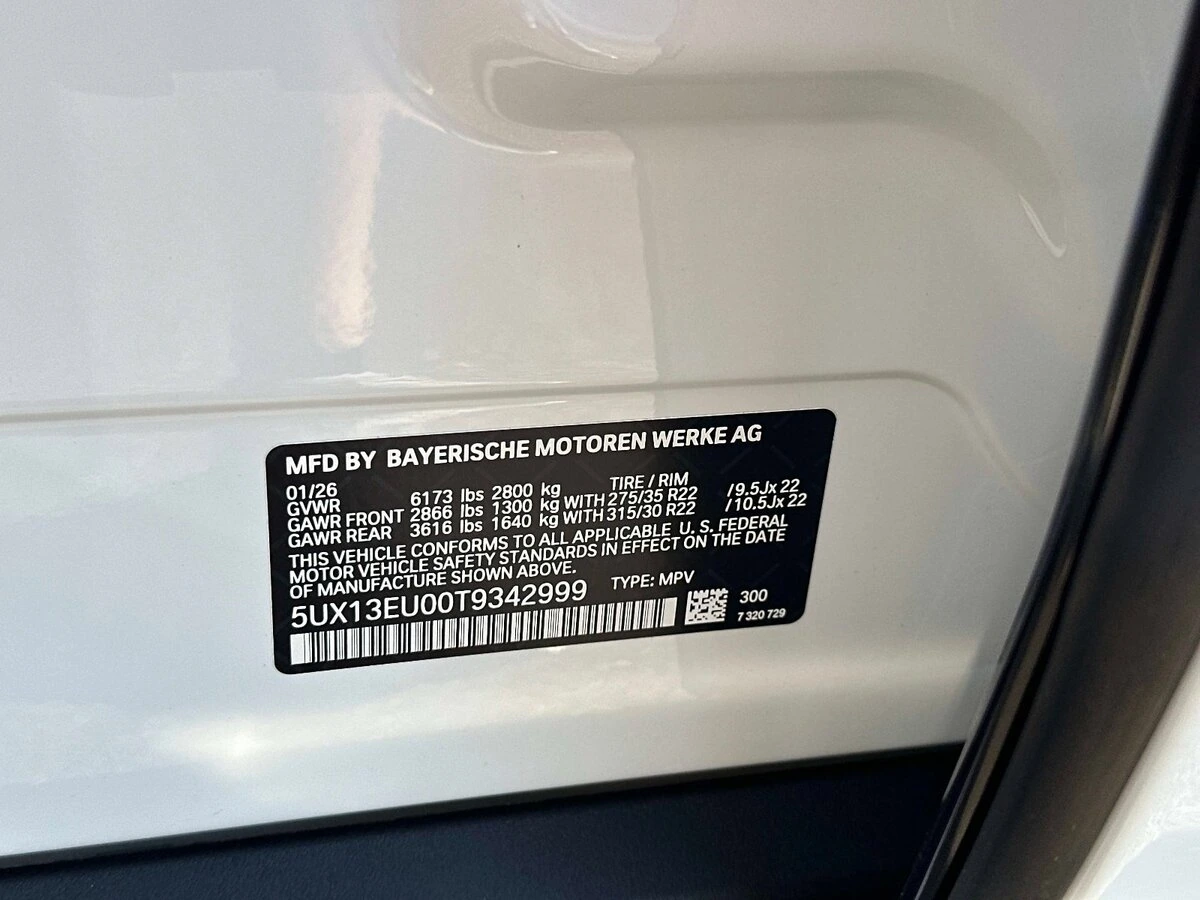 MFD BY BAYERISCHE MOTOREN WERKE AG
01/26 TIRE / RIM
GVWR 6173 lbs 2800 kg
GAWR FRONT 2866 lbs 1300 kg WITH 275/35 R22 /9.5Jx22
GAWR REAR 3616 lbs 1640 kg WITH 315/30 R22 /10.5Jx22
THIS VEHICLE CONFORMS TO ALL APPLICABLE U. S. FEDERAL
MOTOR VEHICLE SAFETY STANDARDS IN EFFECT ON THE DATE
OF MANUFACTURE SHOWN ABOVE.
5UX13EU00T9342999 TYPE: MPV
300
7 320 729